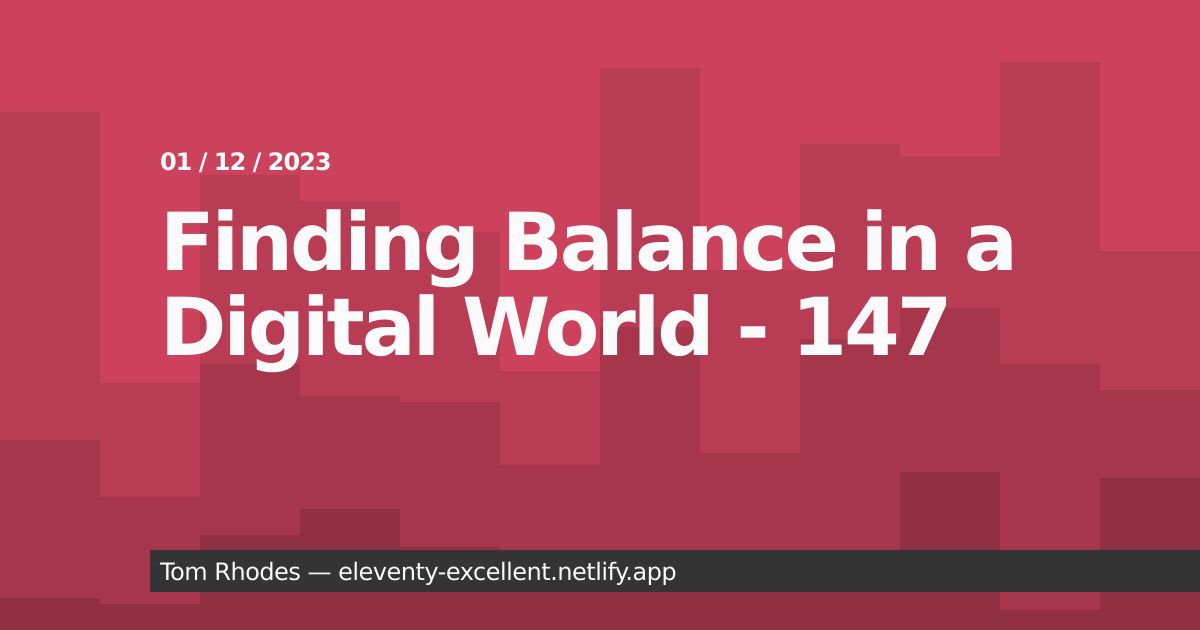 01 / 12 / 2023
Finding Balance in a
Digital World - 147
Tom Rhodes — eleventy-excellent.netlify.app